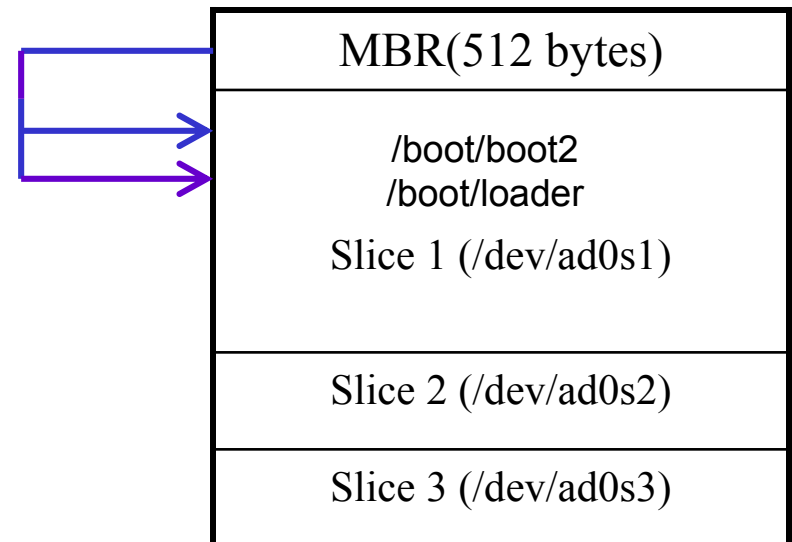 MBR(512 bytes)
/boot/boot2
/boot/loader
Slice 1 (/dev/ad0s1)
Slice 2 (/dev/ad0s2)
Slice 3 (/dev/ad0s3)